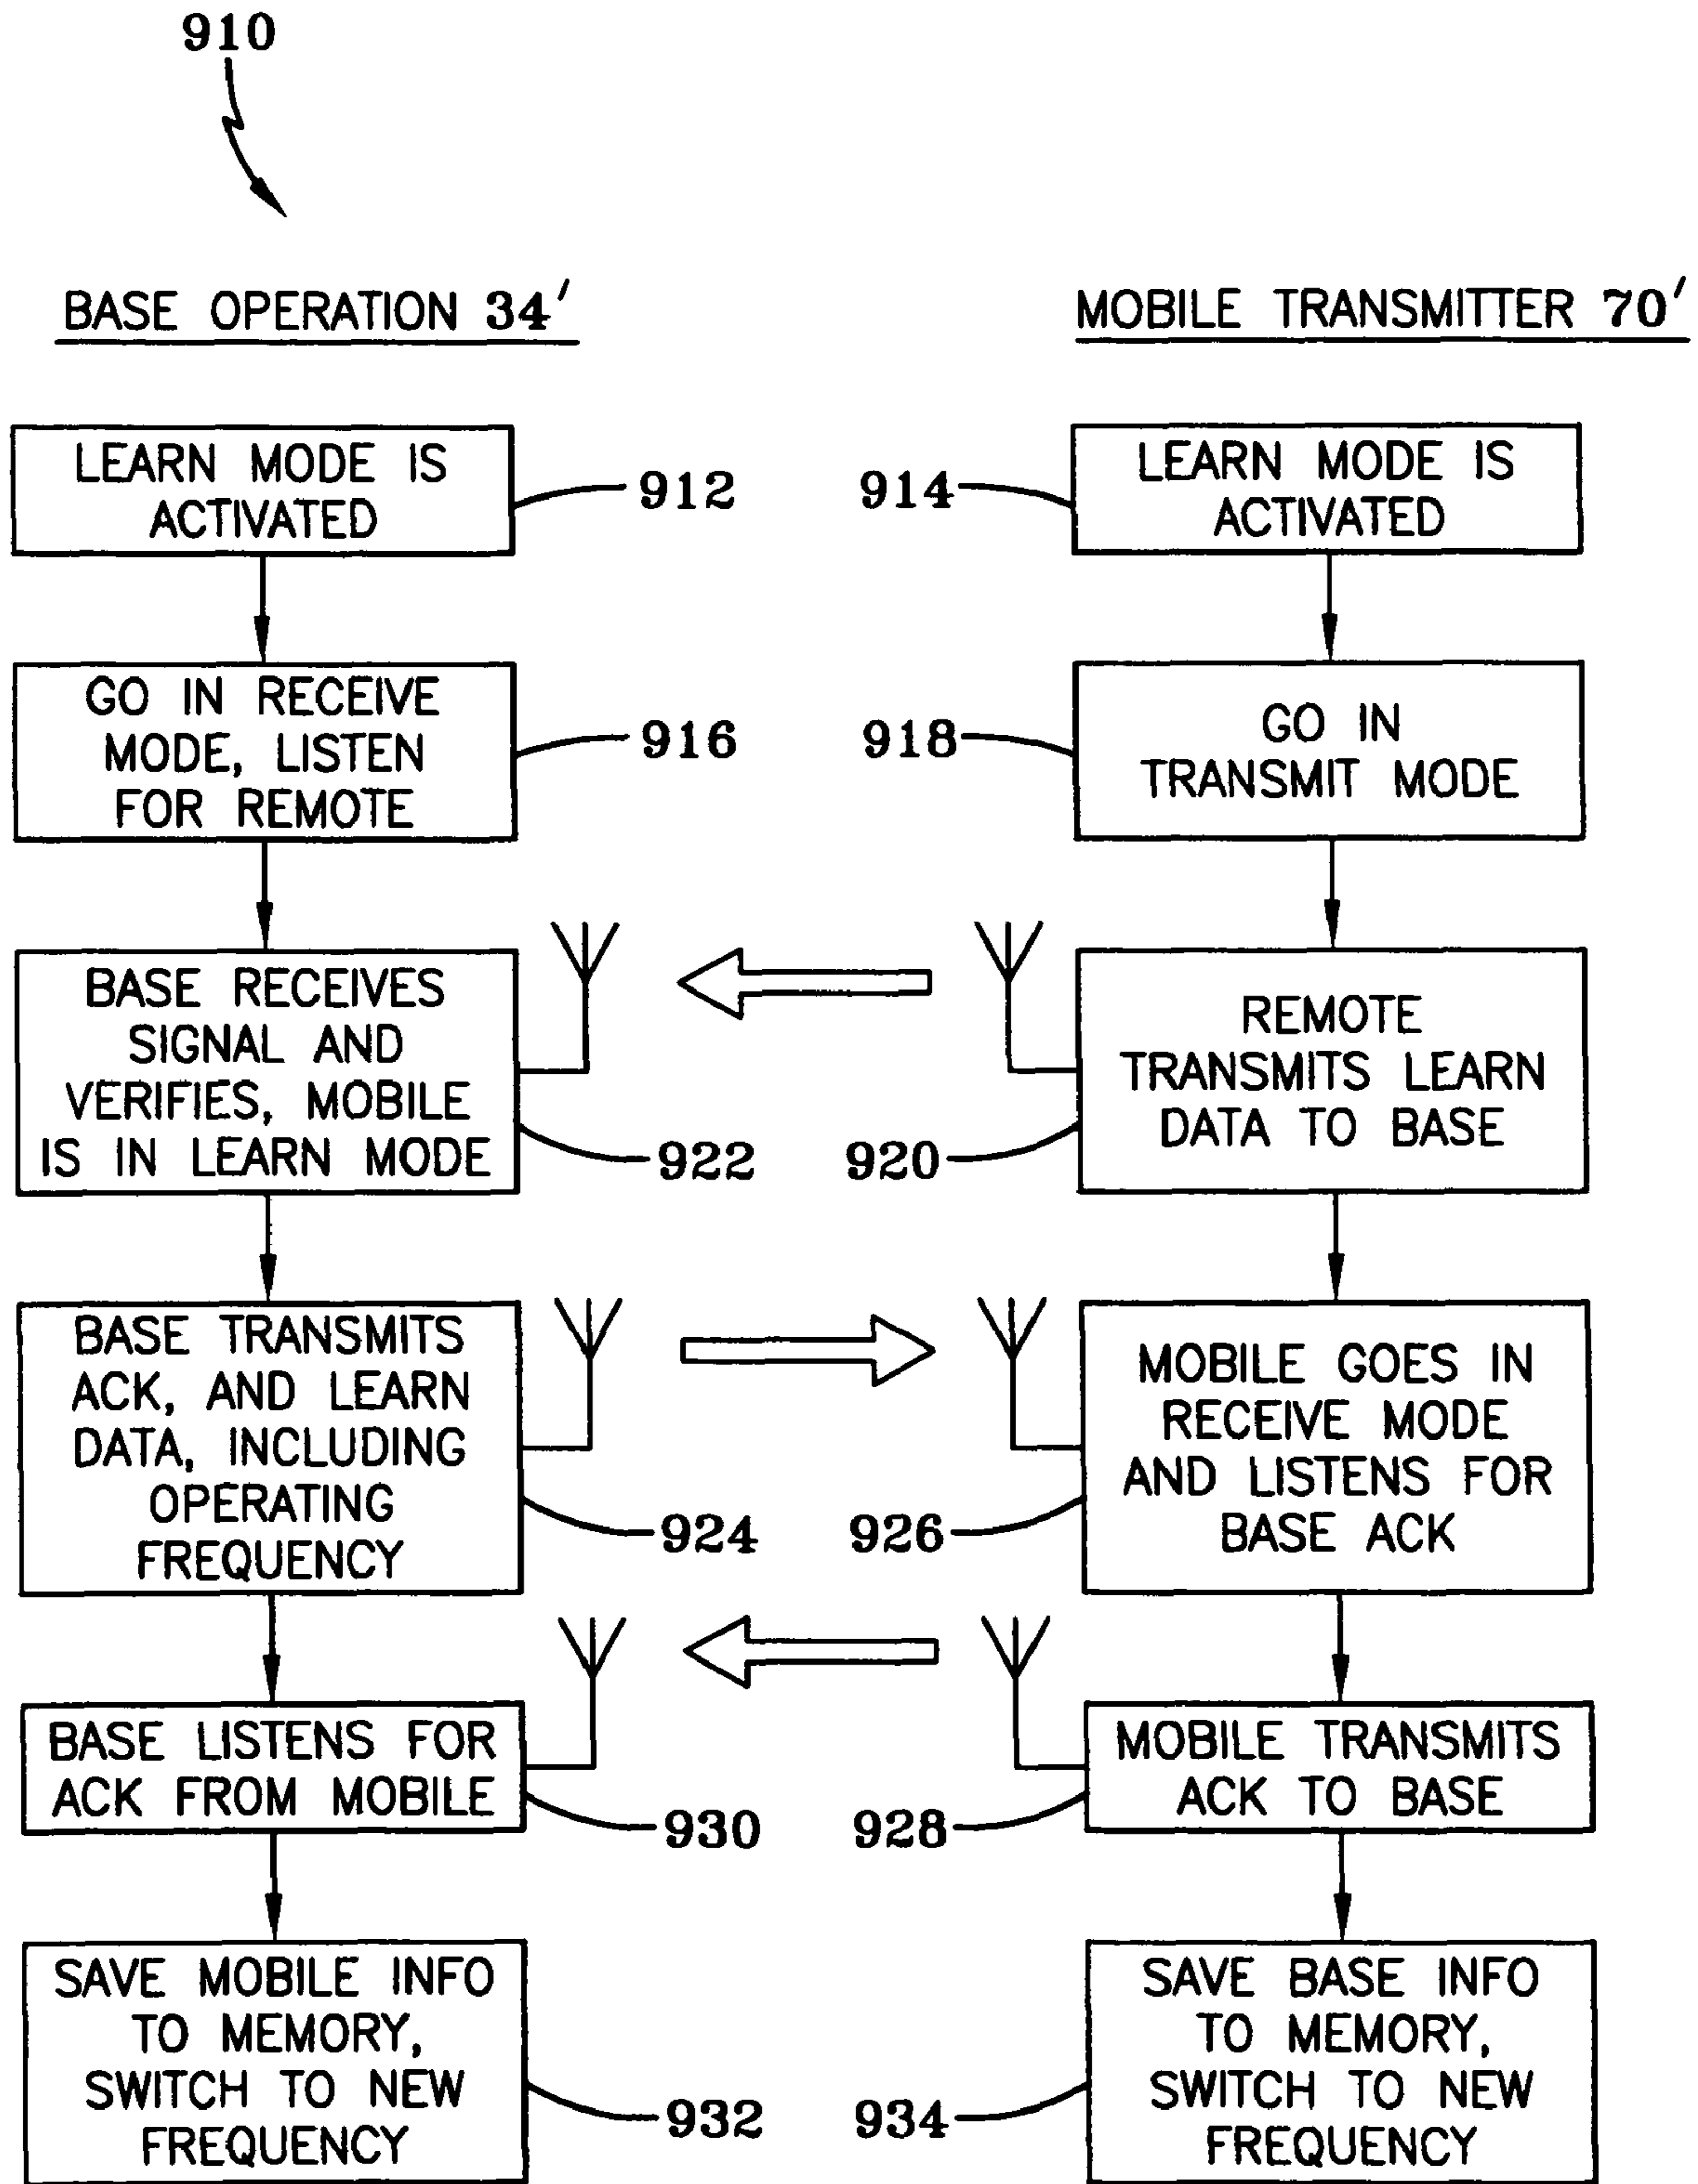 910
BASE OPERATION 34'
MOBILE TRANSMITTER 70'
LEARN MODE IS
ACTIVATED
912
914
LEARN MODE IS
ACTIVATED
GO IN RECEIVE
MODE, LISTEN
FOR REMOTE
916
918
GO IN
TRANSMIT MODE
BASE RECEIVES
SIGNAL AND
VERIFIES, MOBILE
IS IN LEARN MODE
922
920
REMOTE
TRANSMITS LEARN
DATA TO BASE
BASE TRANSMITS
ACK, AND LEARN
DATA, INCLUDING
OPERATING
FREQUENCY
924
926
MOBILE GOES IN
RECEIVE MODE
AND LISTENS FOR
BASE ACK
BASE LISTENS FOR
ACK FROM MOBILE
930
928
MOBILE TRANSMITS
ACK TO BASE
SAVE MOBILE INFO
TO MEMORY,
SWITCH TO NEW
FREQUENCY
932
934
SAVE BASE INFO
TO MEMORY,
SWITCH TO NEW
FREQUENCY